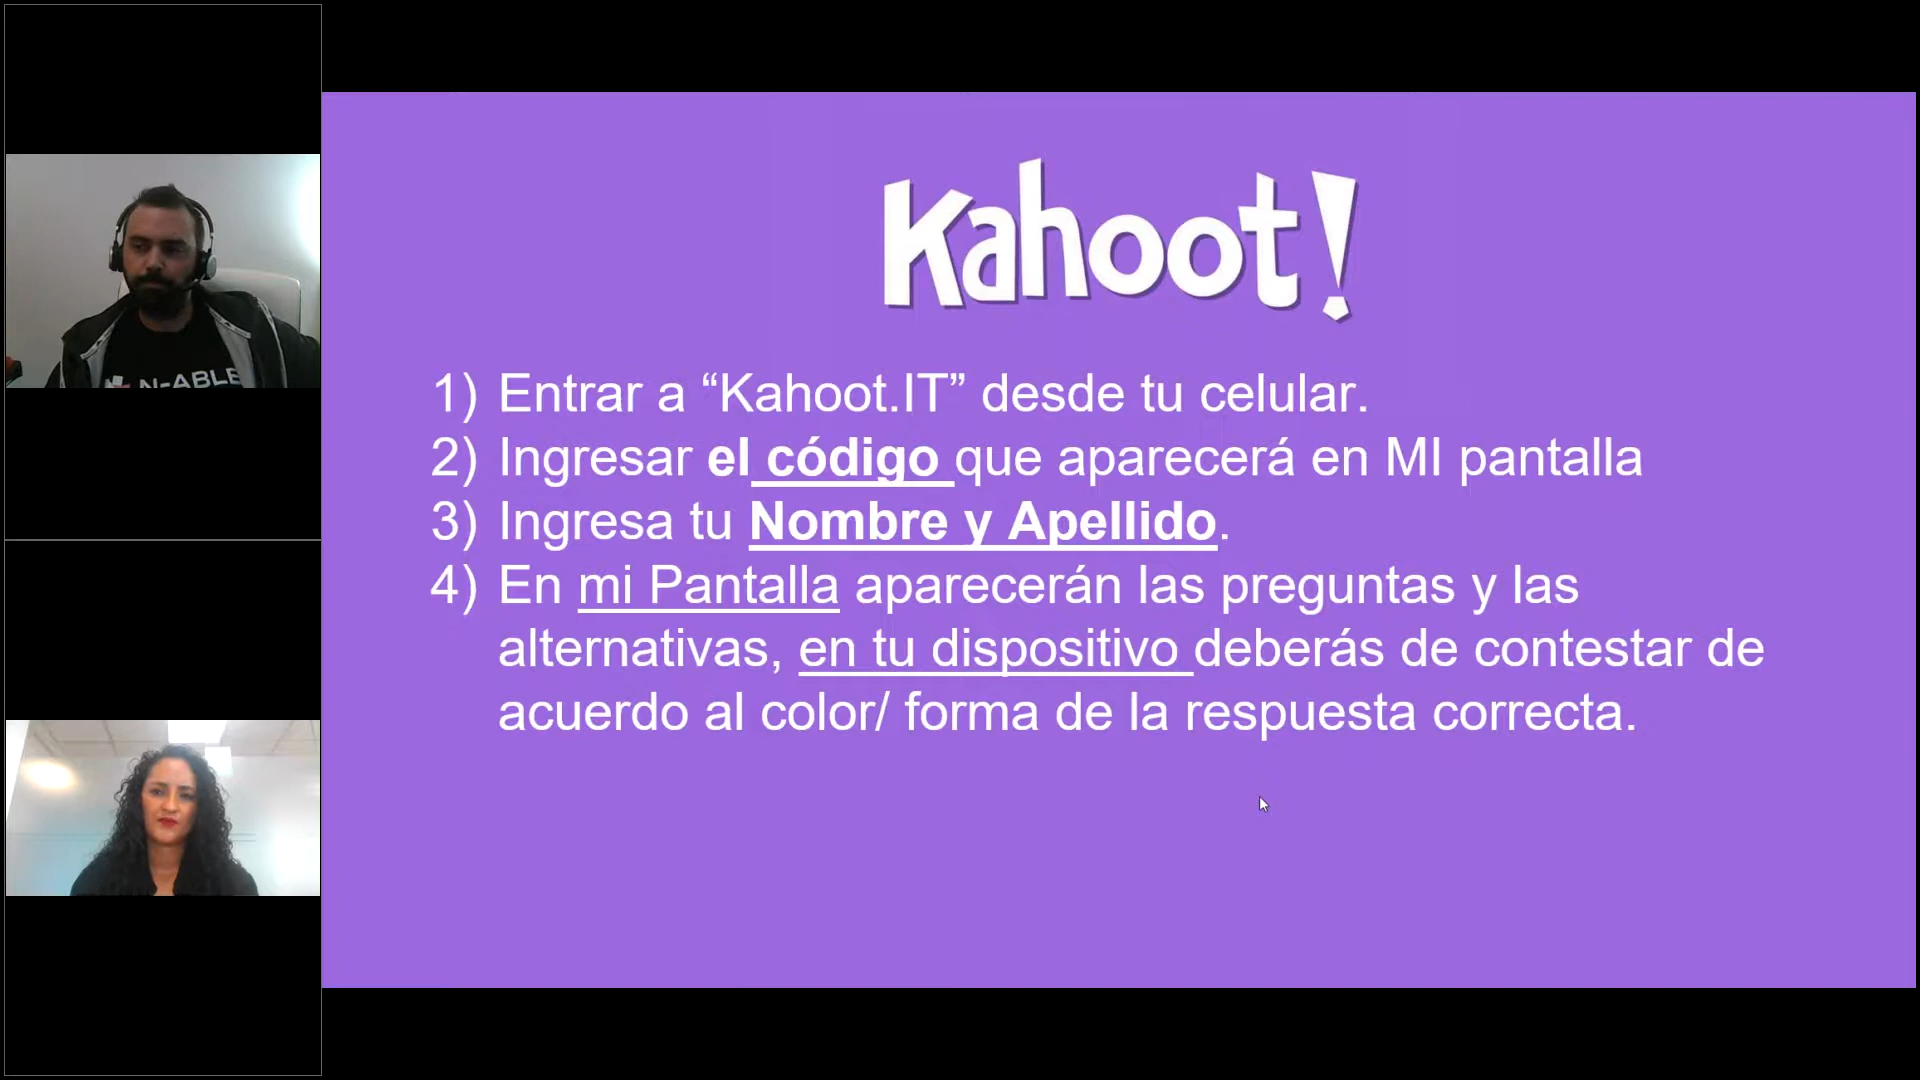 Kahoot!
1) Entrar a “Kahoot.IT” desde tu celular.
2) Ingresar el código que aparecerá en MI pantalla
3) Ingresa tu Nombre y Apellido.
4) En mi Pantalla aparecerán las preguntas y las
alternativas, en tu dispositivo deberás de contestar de
acuerdo al color/ forma de la respuesta correcta.
N-ABLE